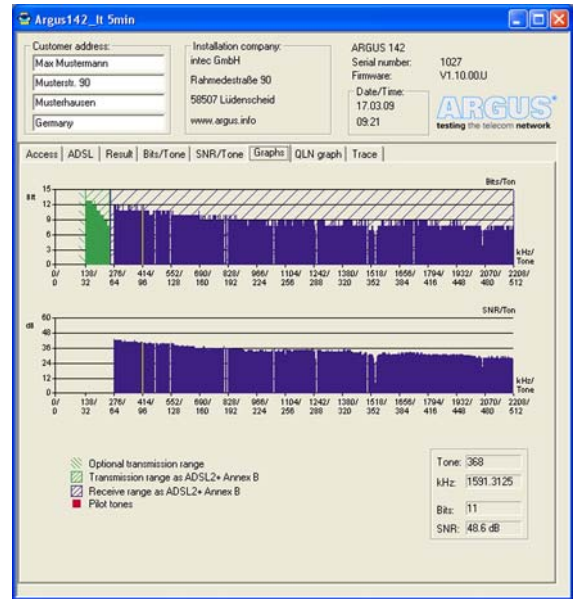 Argus142_It 5min
Customer address:
Max Mustermann
Musterstr. 90
Musterhausen
Germany
Installation company:
intec GmbH
Rahmedestraße 90
58507 Lüdenscheid
www.argus.info
ARGUS 142
Serial number: 1027
Firmware: V1.10.00.U
Date/Time:
17.03.09
09:21
ARGUS
testing the telecom network
Access ADSL Result Bits/Tone SNR/Tone Graphs QLN graph Trace
Bits/Ton
Bit
15
12
9
6
3
0
kHz/
Tone
0/ 138/ 276/ 414/ 552/ 690/ 828/ 966/ 1104/ 1242/ 1380/ 1518/ 1656/ 1794/ 1932/ 2070/ 2208/
0 32 64 96 128 160 192 224 256 288 320 352 384 416 448 480 512
SNR/Ton
dB
60
48
36
24
12
0
kHz/
Tone
0/ 138/ 276/ 414/ 552/ 690/ 828/ 966/ 1104/ 1242/ 1380/ 1518/ 1656/ 1794/ 1932/ 2070/ 2208/
0 32 64 96 128 160 192 224 256 288 320 352 384 416 448 480 512
Optional transmission range
Transmission range as ADSL2+ Annex B
Receive range as ADSL2+ Annex B
Pilot tones
Tone: 368
kHz: 1591.3125
Bits: 11
SNR: 48.6 dB